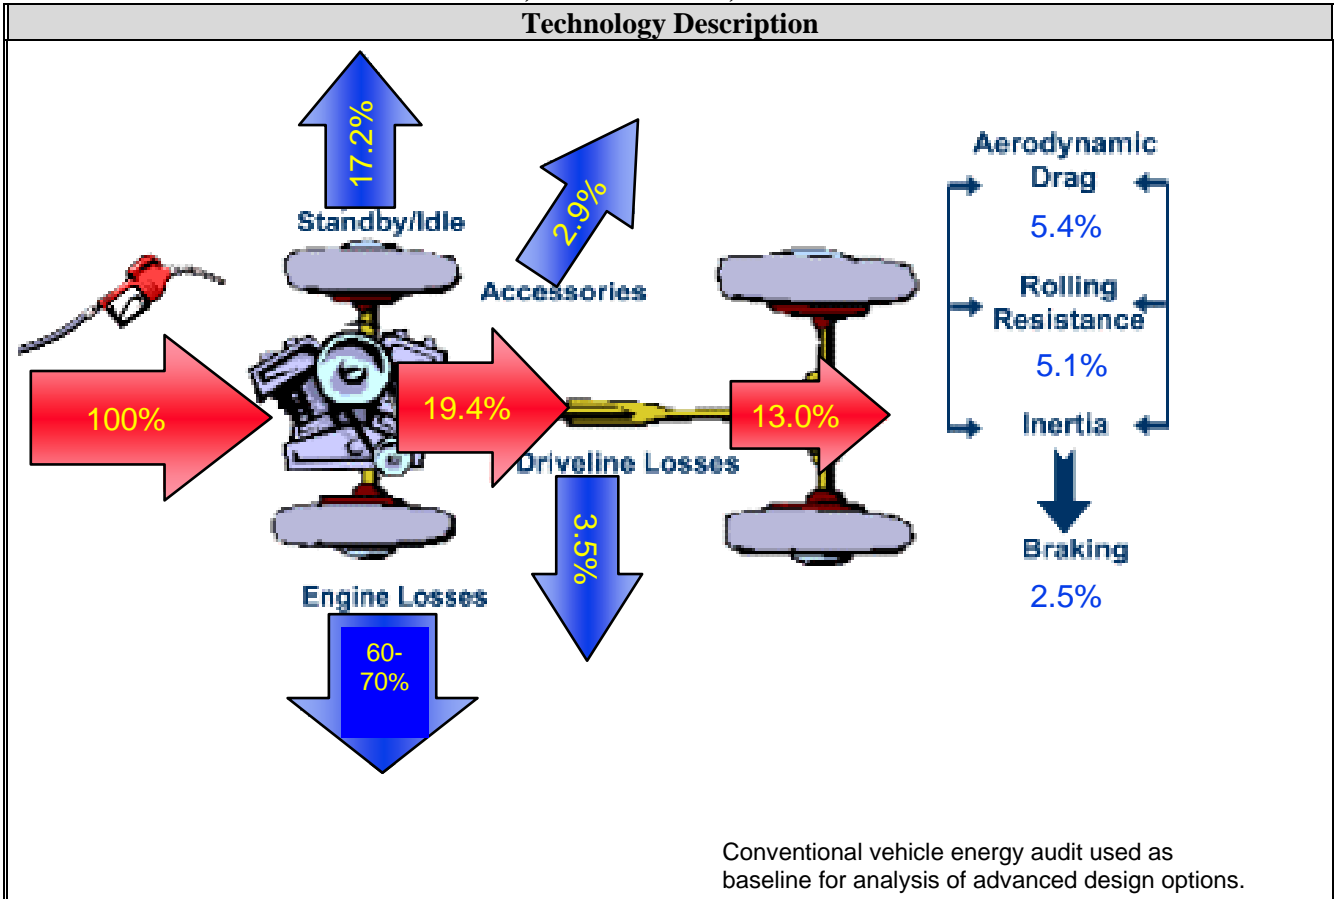 Technology Description
17.2%
Standby/Idle
2.9%
Accessories
100%
19.4%
13.0%
Driveline Losses
3.5%
Engine Losses
60-
70%
Aerodynamic
Drag
5.4%
Rolling
Resistance
5.1%
Inertia
Braking
2.5%
Conventional vehicle energy audit used as
baseline for analysis of advanced design options.